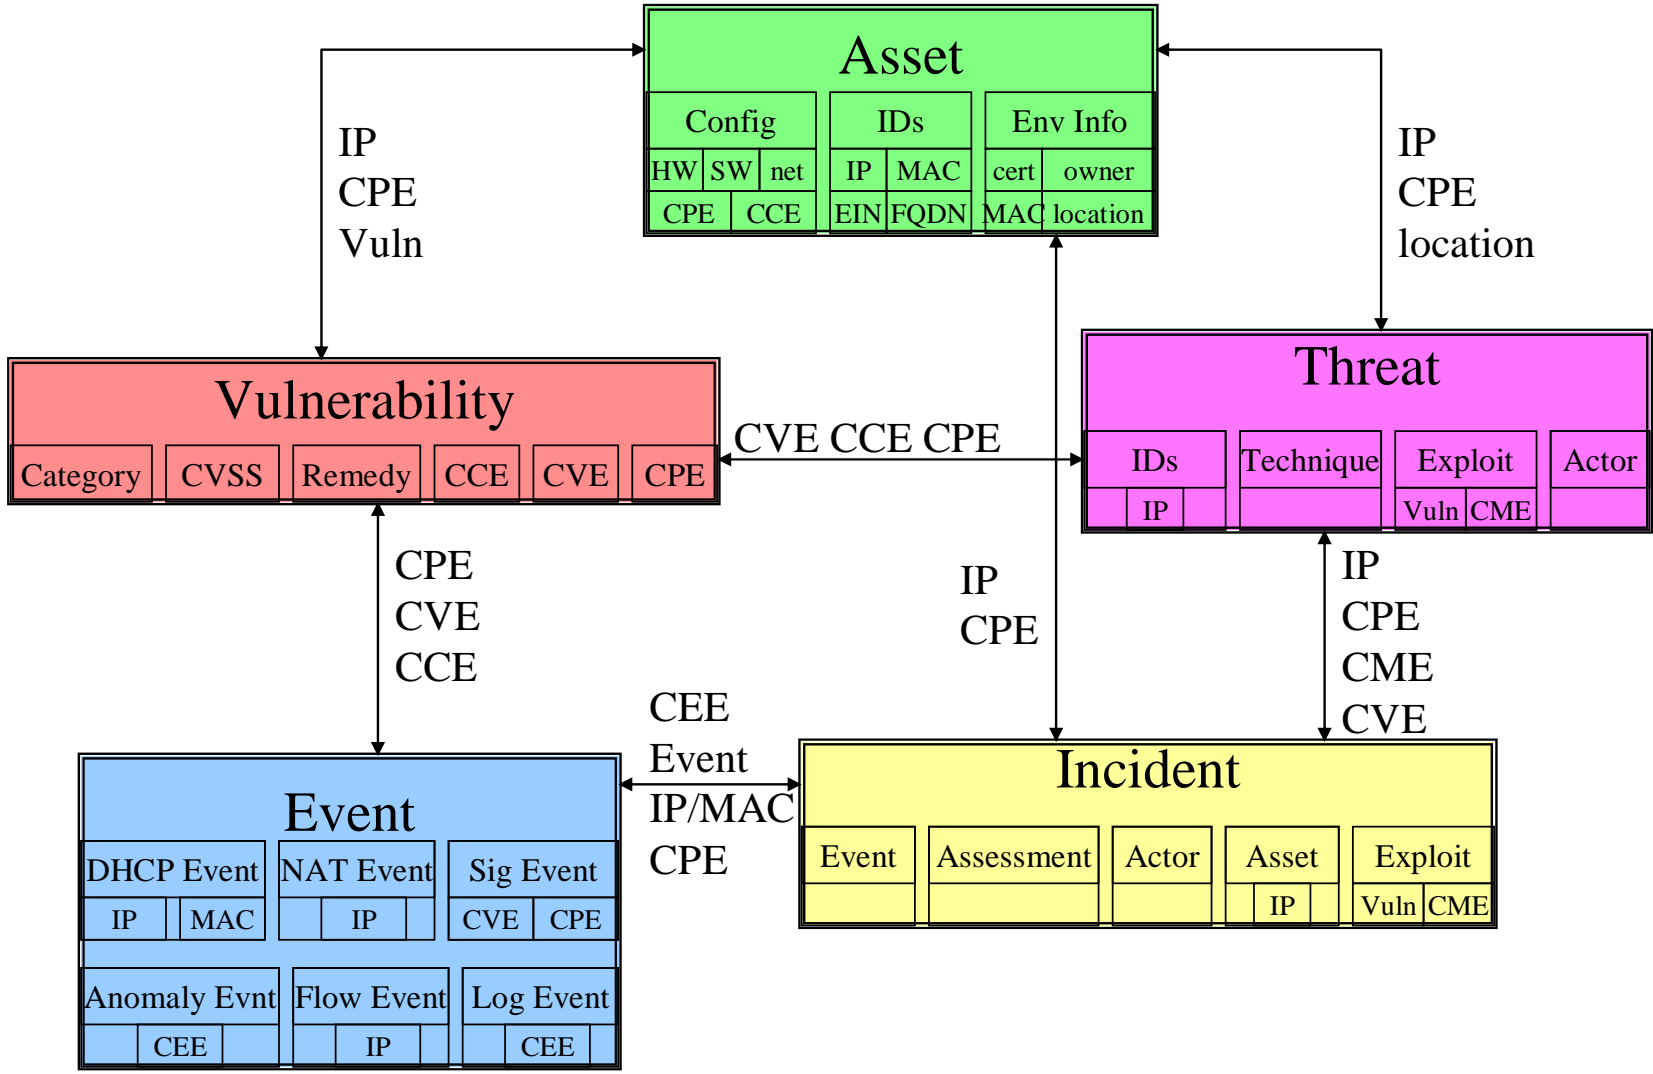 Asset
Config
IDs
Env Info
HW SW net
IP MAC
cert owner
CPE CCE
EIN FQDN
MAC location
IP
CPE
Vuln
IP
CPE
location
Vulnerability
Category CVSS Remedy CCE CVE CPE
CVE CCE CPE
Threat
IDs Technique Exploit Actor
IP
Vuln CME
CPE
CVE
CCE
IP
CPE
IP
CPE
CME
CVE
CEE
Event
IP/MAC
CPE
Event
DHCP Event NAT Event Sig Event
IP MAC IP CVE CPE
Anomaly Evnt Flow Event Log Event
CEE IP CEE
Incident
Event Assessment Actor Asset Exploit
IP Vuln CME